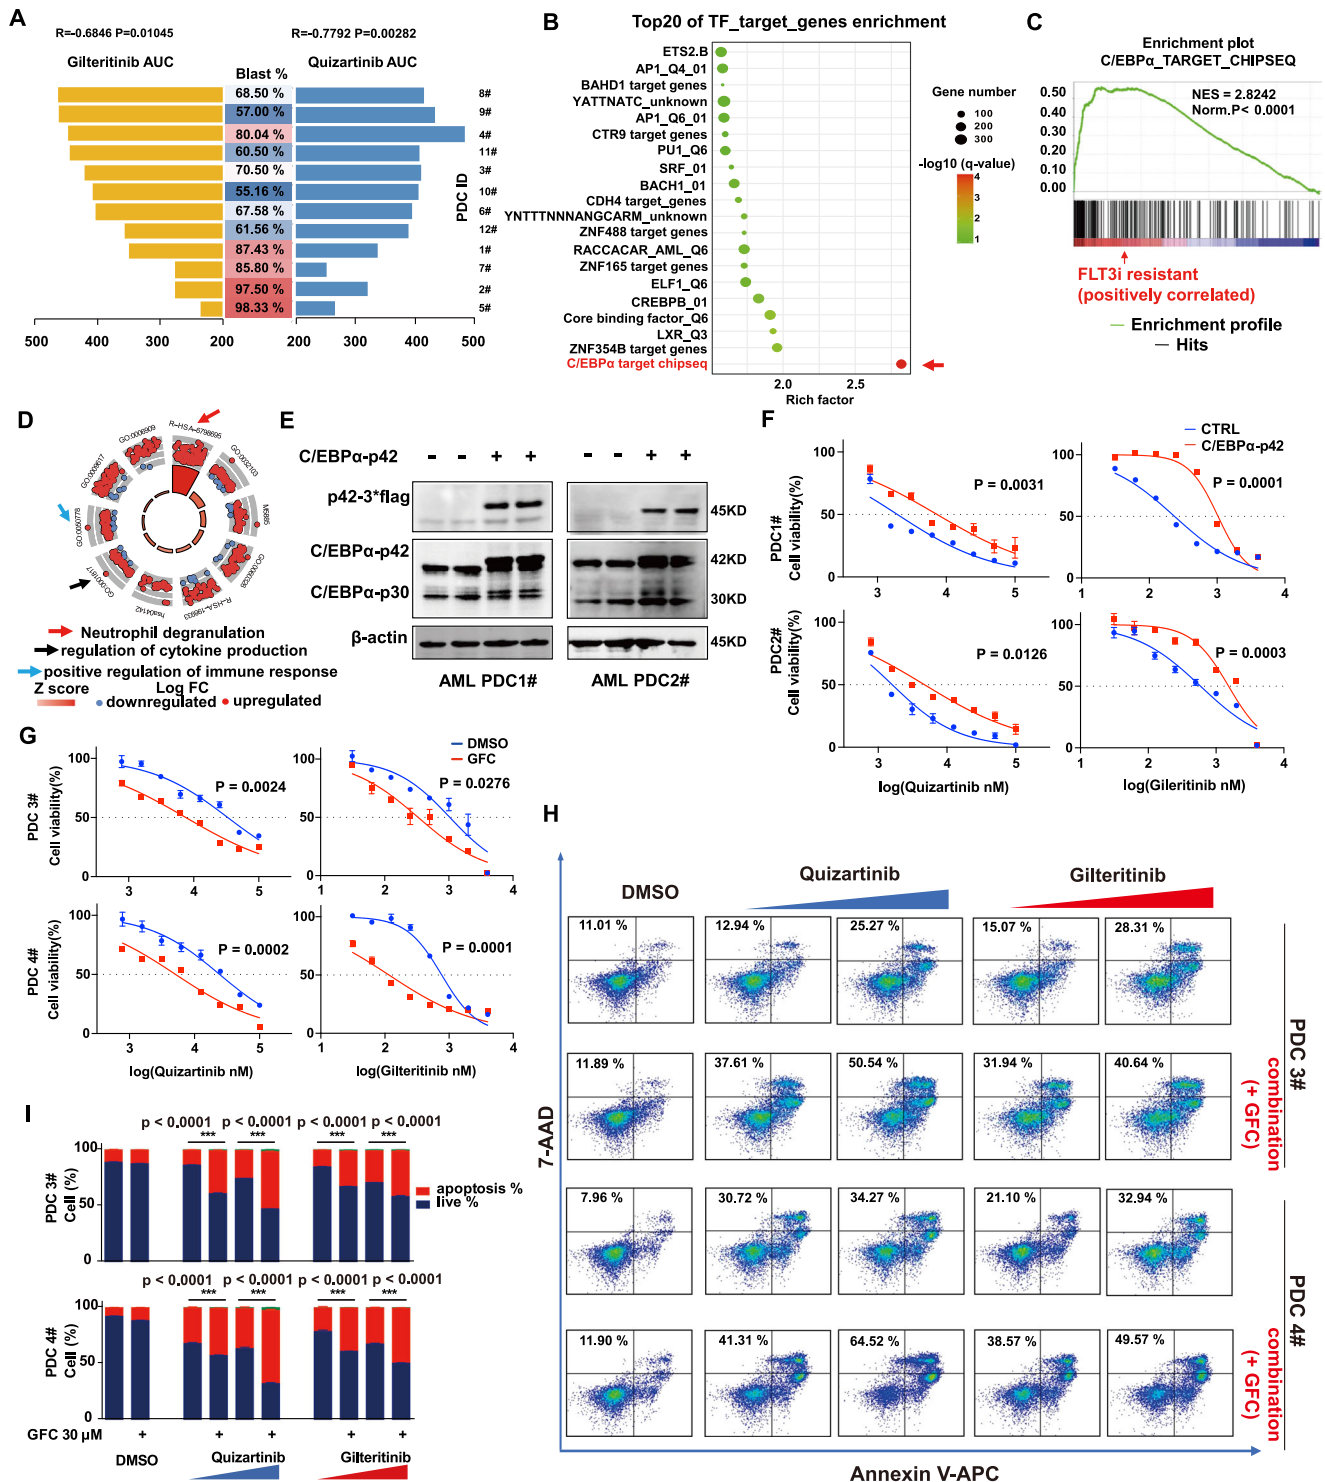 A
R=-0.6846 P=0.01045
R=-0.7792 P=0.00282
Gilteritinib AUC
Quizartinib AUC
Blast %
68.50 %
8#
57.00 %
9#
80.04 %
4#
60.50 %
11#
70.50 %
3#
55.16 %
10#
67.58 %
6#
61.56 %
12#
87.43 %
1#
85.80 %
7#
97.50 %
2#
98.33 %
5#
PDC ID
500 400 300 200
200 300 400 500
B
Top20 of TF_target_genes enrichment
ETS2.B
AP1_Q4_01
BAHD1 target genes
YATTNATC_unknown
AP1_Q6_01
CTR9 target genes
PU1_Q6
SRF_01
BACH1_01
CDH4 target_genes
YNTTTNNNANGCARM_unknown
ZNF488 target genes
RACCACAR_AML_Q6
ZNF165 target genes
ELF1_Q6
CREBPB_01
Core binding factor_Q6
LXR_Q3
ZNF354B target genes
C/EBPα target chipseq
2.0 2.5
Rich factor
Gene number
100
200
300
-log10 (q-value)
4
3
2
1
C
Enrichment plot
C/EBPα_TARGET_CHIPSEQ
NES = 2.8242
Norm.P< 0.0001
0.50
0.40
0.30
0.20
0.10
0.00
FLT3i resistant
(positively correlated)
Enrichment profile
Hits
D
GO:0006909
R-HSA-6798695
GO:0032103
M5885
R-HSA-198933
hsa04142
GO:0001817
GO:0050778
GO:0009617
Neutrophil degranulation
regulation of cytokine production
positive regulation of immune response
Z score
Log FC
downregulated
upregulated
E
C/EBPα-p42 - - + + - - + +
p42-3*flag
45KD
C/EBPα-p42
42KD
C/EBPα-p30
30KD
β-actin
45KD
AML PDC1#
AML PDC2#
F
CTRL
C/EBPα-p42
PDC1#
Cell viability(%)
100
50
0
P = 0.0031
3 4 5
100
50
0
P = 0.0001
1 2 3 4
PDC2#
Cell viability(%)
100
50
0
P = 0.0126
3 4 5
log(Quizartinib nM)
100
50
0
P = 0.0003
1 2 3 4
log(Gileritinib nM)
G
DMSO
GFC
PDC 3#
Cell viability(%)
100
50
0
P = 0.0024
3 4 5
100
50
0
P = 0.0276
1 2 3 4
PDC 4#
Cell viability(%)
100
50
0
P = 0.0002
3 4 5
log(Quizartinib nM)
100
50
0
P = 0.0001
1 2 3 4
log(Gilteritinib nM)
H
DMSO
Quizartinib
Gilteritinib
11.01 %
12.94 %
25.27 %
15.07 %
28.31 %
11.89 %
37.61 %
50.54 %
31.94 %
40.64 %
7.96 %
30.72 %
34.27 %
21.10 %
32.94 %
11.90 %
41.31 %
64.52 %
38.57 %
49.57 %
PDC 3#
combination
(+ GFC)
PDC 4#
combination
(+ GFC)
7-AAD
Annexin V-APC
I
p < 0.0001 p < 0.0001 p < 0.0001 p < 0.0001
*** *** *** ***
PDC 3#
Cell (%)
100
50
0
apoptosis %
live %
p < 0.0001 p < 0.0001 p < 0.0001 p < 0.0001
*** *** *** ***
PDC 4#
Cell (%)
100
50
0
GFC 30 μM + + + + +
DMSO
Quizartinib
Gilteritinib